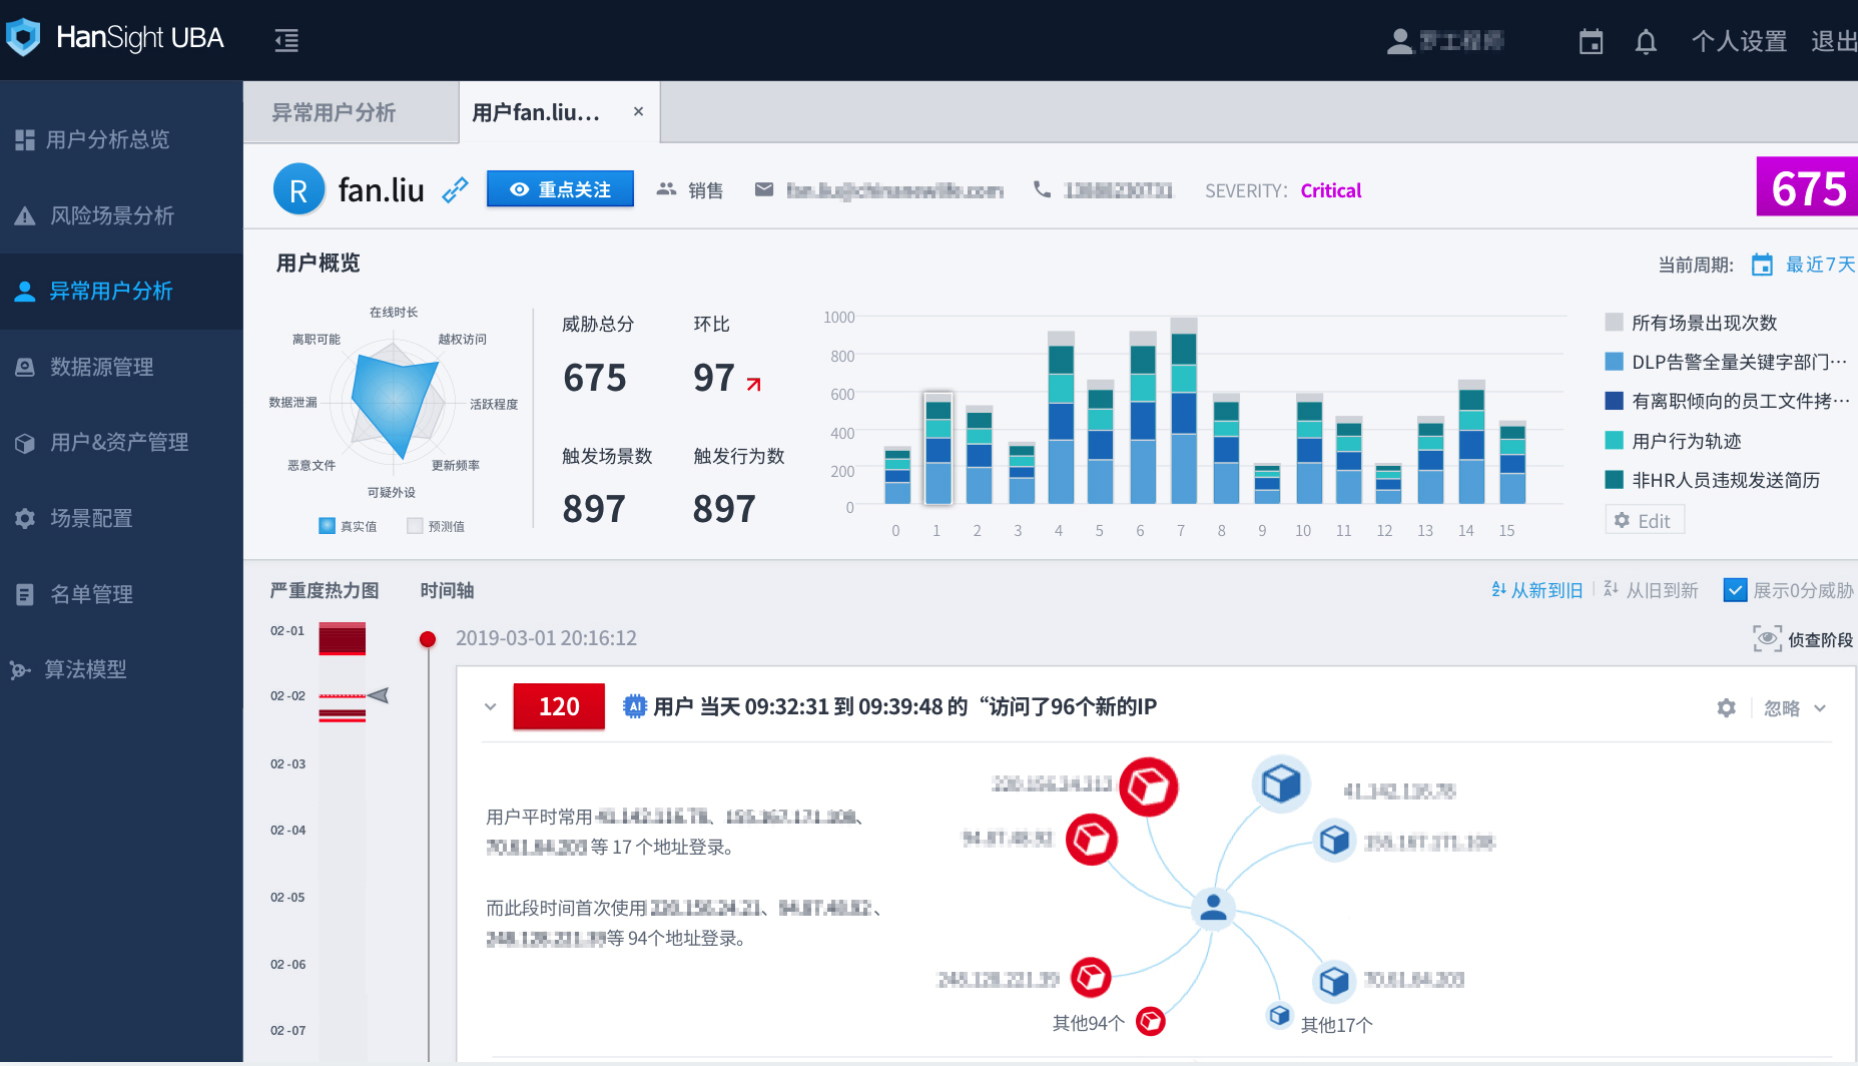 HanSight UBA
个人设置
退出
用户分析总览
风险场景分析
异常用户分析
数据源管理
用户&资产管理
场景配置
名单管理
算法模型
异常用户分析
用户fan.liu...
×
R
fan.liu
重点关注
销售
SEVERITY:
Critical
675
用户概览
当前周期:
最近7天
在线时长
越权访问
活跃程度
更新频率
可疑外设
恶意文件
数据泄漏
离职可能
真实值
预测值
威胁总分
环比
675
97
触发场景数
触发行为数
897
897
1000
800
600
400
200
0
0 1 2 3 4 5 6 7 8 9 10 11 12 13 14 15
所有场景出现次数
DLP告警全量关键字部门…
有离职倾向的员工文件拷…
用户行为轨迹
非HR人员违规发送简历
Edit
严重度热力图
时间轴
从新到旧
从旧到新
展示0分威胁
02-01
02-02
02-03
02-04
02-05
02-06
02-07
2019-03-01 20:16:12
侦查阶段
120
AI
用户 当天 09:32:31 到 09:39:48 的“访问了96个新的IP
忽略
用户平时常用
等 17 个地址登录。
而此段时间首次使用
等 94个地址登录。
其他94个
其他17个